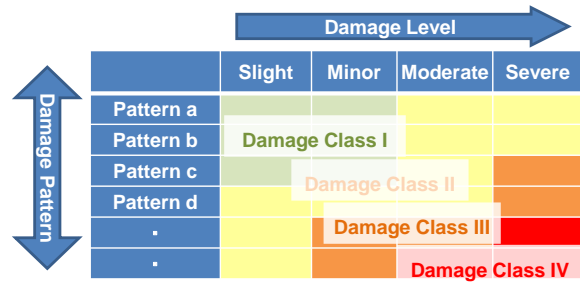 Damage Level
Slight Minor Moderate Severe
Damage Pattern
Pattern a
Pattern b
Damage Class I
Pattern c
Damage Class II
Pattern d
.
Damage Class III
.
Damage Class IV